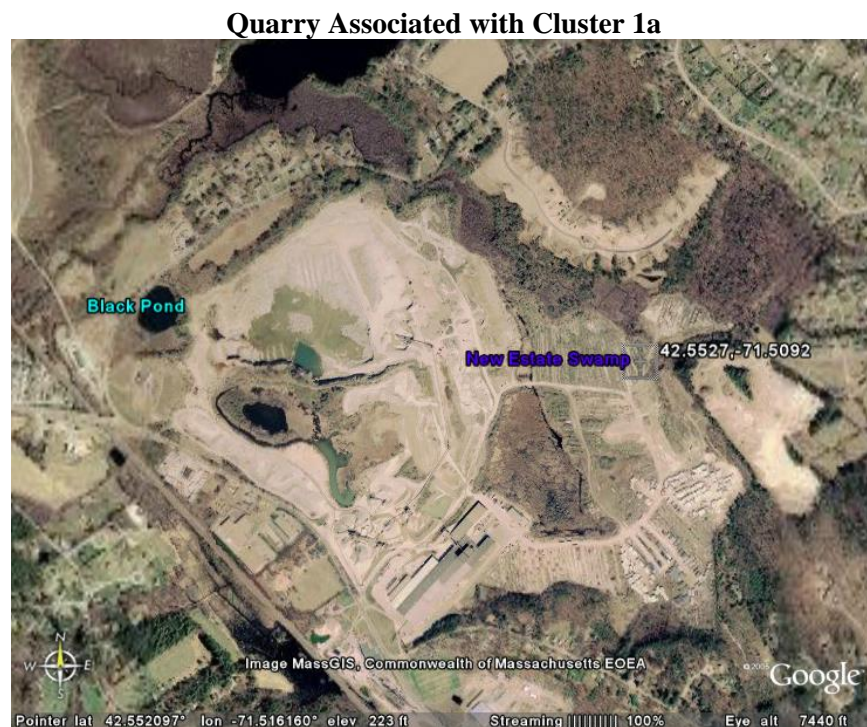 Quarry Associated with Cluster 1a
Black Pond
New Estate Swamp
42.5527,-71.5092
N
W E
S
Image MassGIS, Commonwealth of Massachusetts EOEA
©2005 Google
Pointer lat 42.552097° lon -71.516160° elev 223 ft Streaming ||||||||| 100% Eye alt 7440 ft